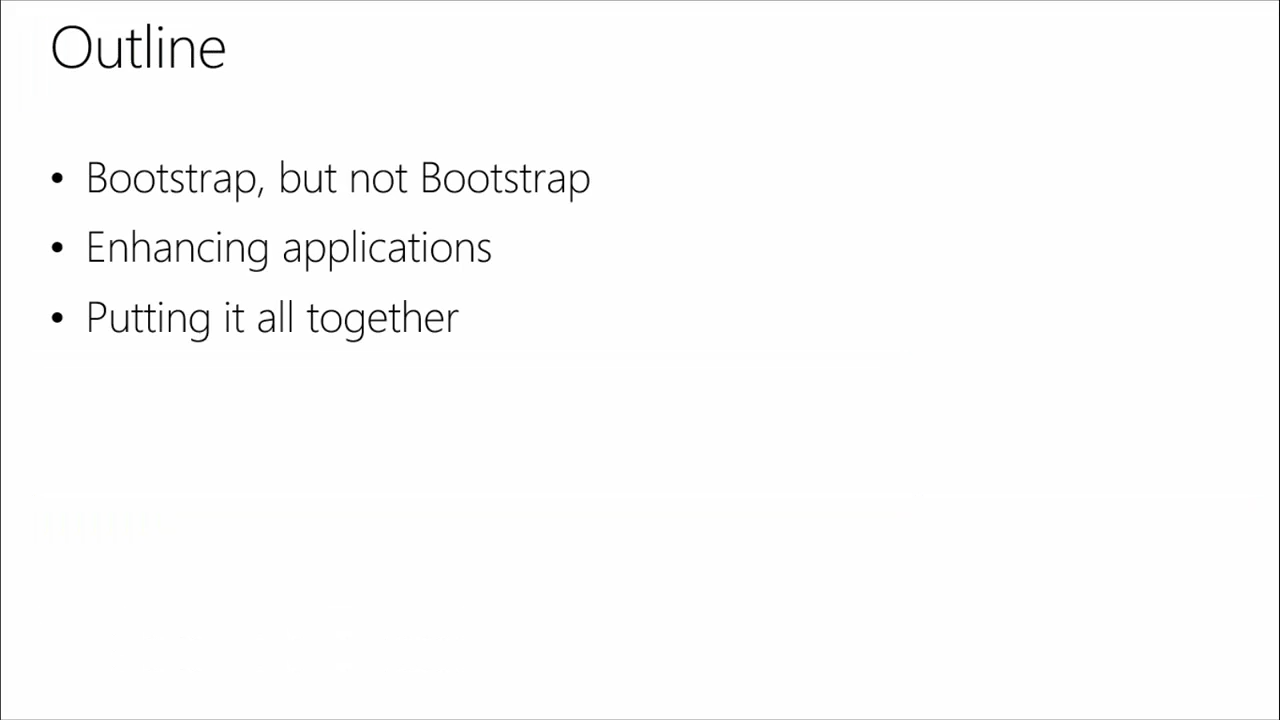 Outline
• Bootstrap, but not Bootstrap
• Enhancing applications
• Putting it all together